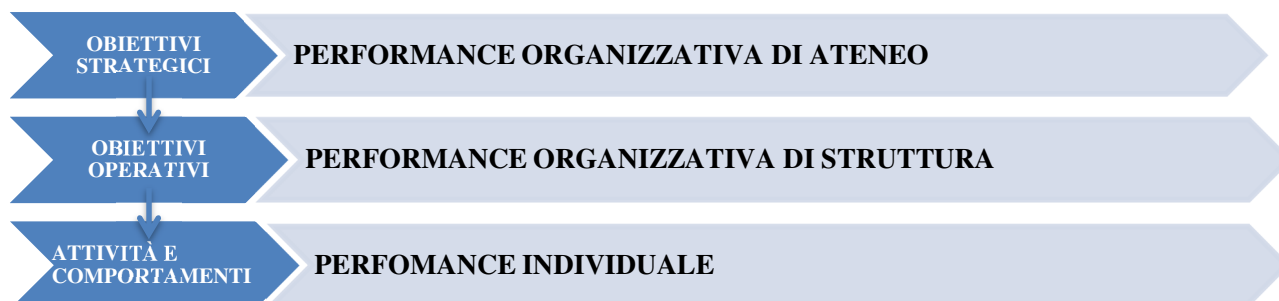 OBIETTIVI
STRATEGICI
PERFORMANCE ORGANIZZATIVA DI ATENEO
OBIETTIVI
OPERATIVI
PERFORMANCE ORGANIZZATIVA DI STRUTTURA
ATTIVITÀ E
COMPORTAMENTI
PERFOMANCE INDIVIDUALE